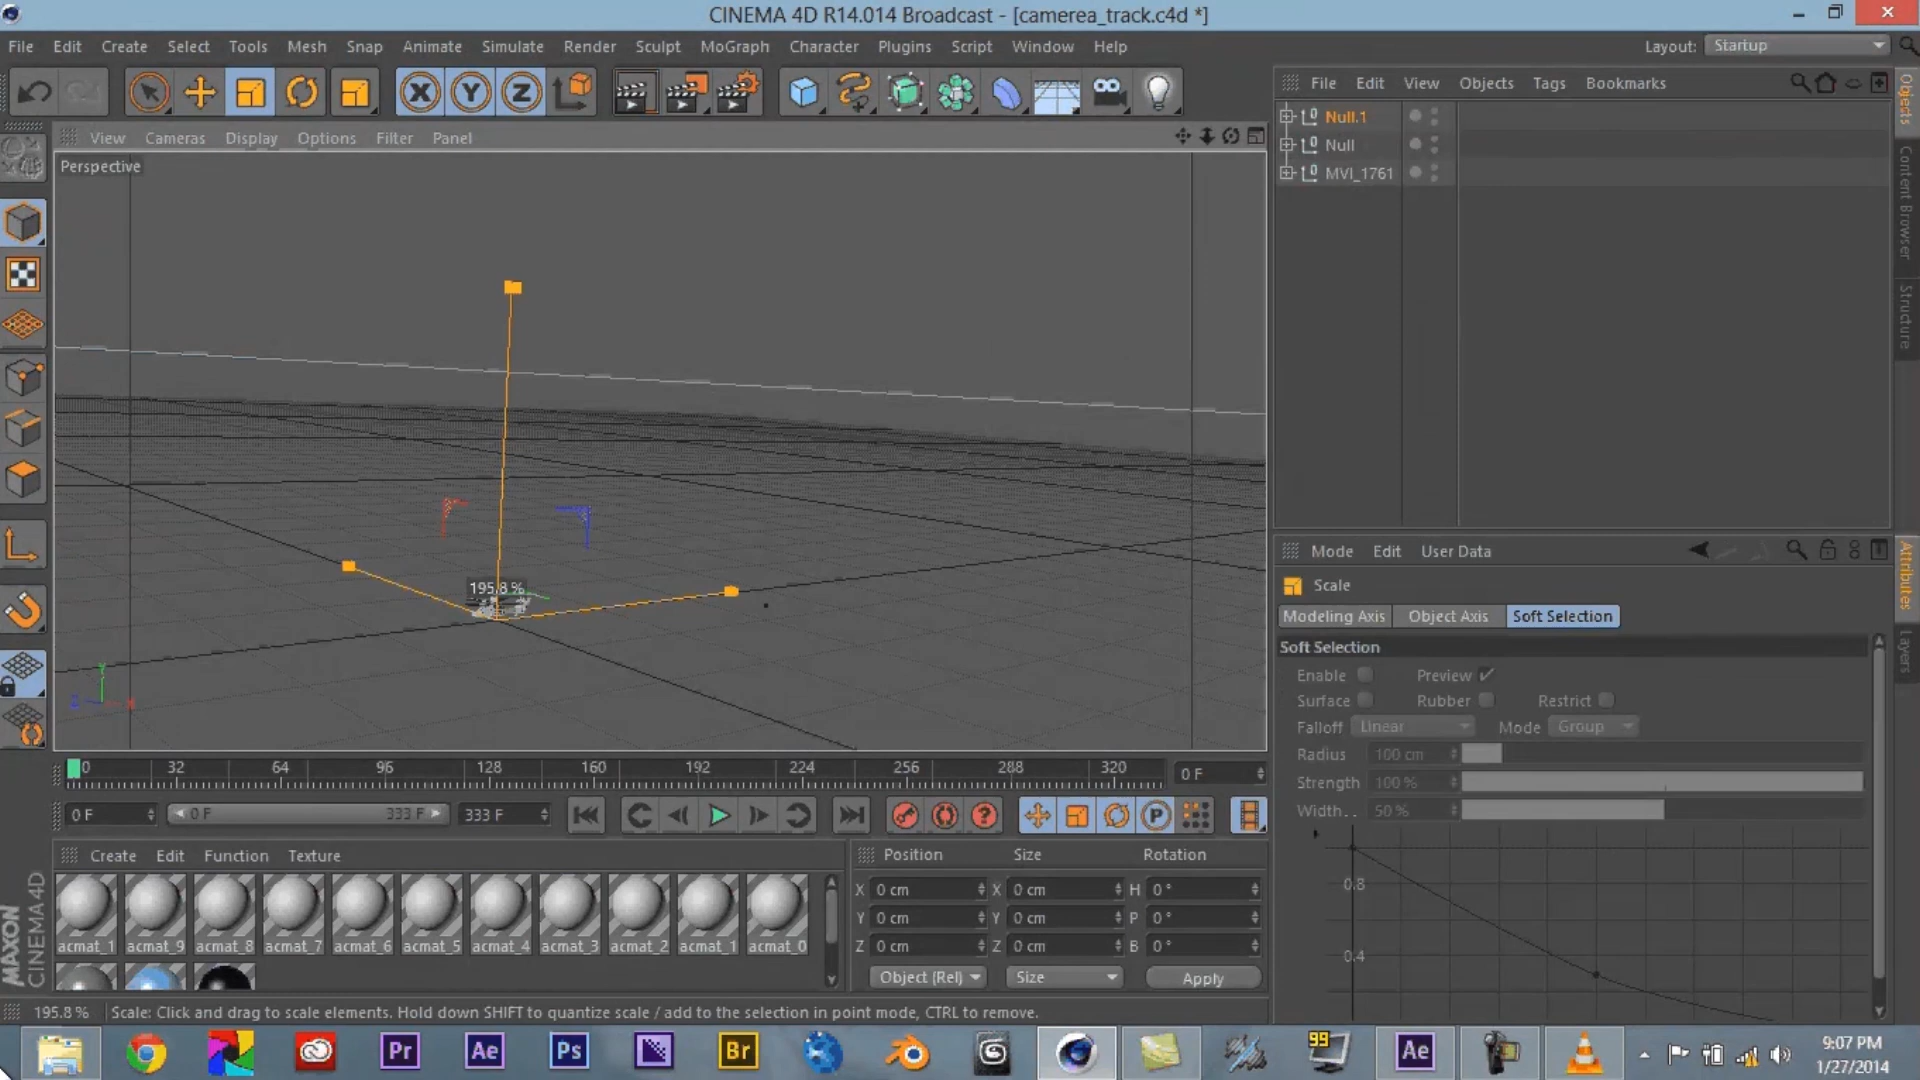 CINEMA 4D R14.014 Broadcast - [camerea_track.c4d *]
File Edit Create Select Tools Mesh Snap Animate Simulate Render Sculpt MoGraph Character Plugins Script Window Help
Layout: Startup
X Y Z
File Edit View Objects Tags Bookmarks
View Cameras Display Options Filter Panel
Perspective
Null.1
Null
MVI_1761
Objects
Content Browser
Structure
195.8 %
Y
Z X
Mode Edit User Data
Scale
Modeling Axis Object Axis Soft Selection
Soft Selection
Enable Preview
Surface Rubber Restrict
Falloff Linear Mode Group
Radius 100 cm
Strength 100 %
Width. . 50 %
0.8
0.4
Attributes
Layers
0 32 64 96 128 160 192 224 256 288 320 0 F
0 F 0 F 333 F 333 F
P
Create Edit Function Texture
acmat_1 acmat_9 acmat_8 acmat_7 acmat_6 acmat_5 acmat_4 acmat_3 acmat_2 acmat_1 acmat_0
Position Size Rotation
X 0 cm X 0 cm H 0 °
Y 0 cm Y 0 cm P 0 °
Z 0 cm Z 0 cm B 0 °
Object (Rel) Size Apply
MAXON
CINEMA 4D
195.8 % Scale: Click and drag to scale elements. Hold down SHIFT to quantize scale / add to the selection in point mode, CTRL to remove.
Pr Ae Ps Br 99 Ae
9:07 PM
1/27/2014